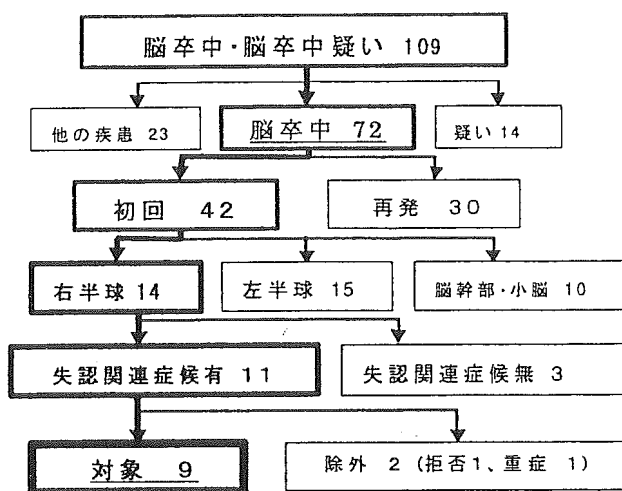 脳卒中・脳卒中疑い 109
他の疾患 23
脳卒中 72
疑い 14
初回 42
再発 30
右半球 14
左半球 15
脳幹部・小脳 10
失認関連症候有 11
失認関連症候無 3
対象 9
除外 2 (拒否1、重症 1)